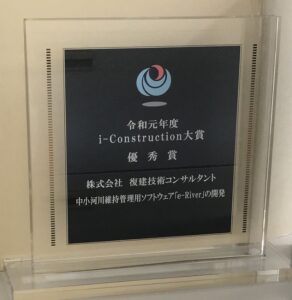 令和元年度
i-Construction大賞
優秀賞
株式会社 復建技術コンサルタント
中小河川維持管理用ソフトウェア「e-River」の開発